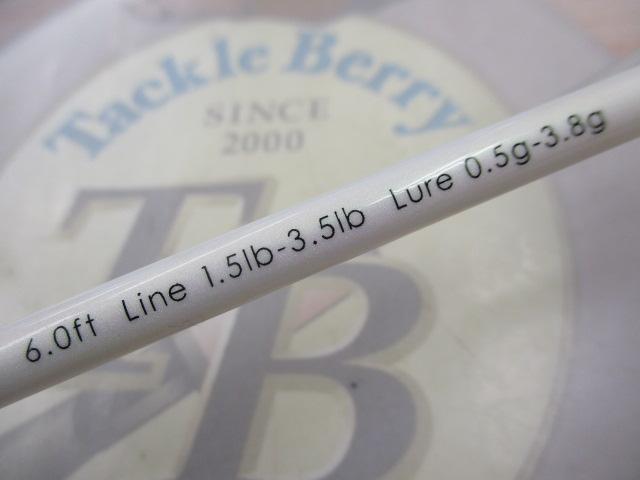 Tackle Berry
SINCE
2000
TB
6.0ft Line 1.5lb-3.5lb Lure 0.5g-3.8g